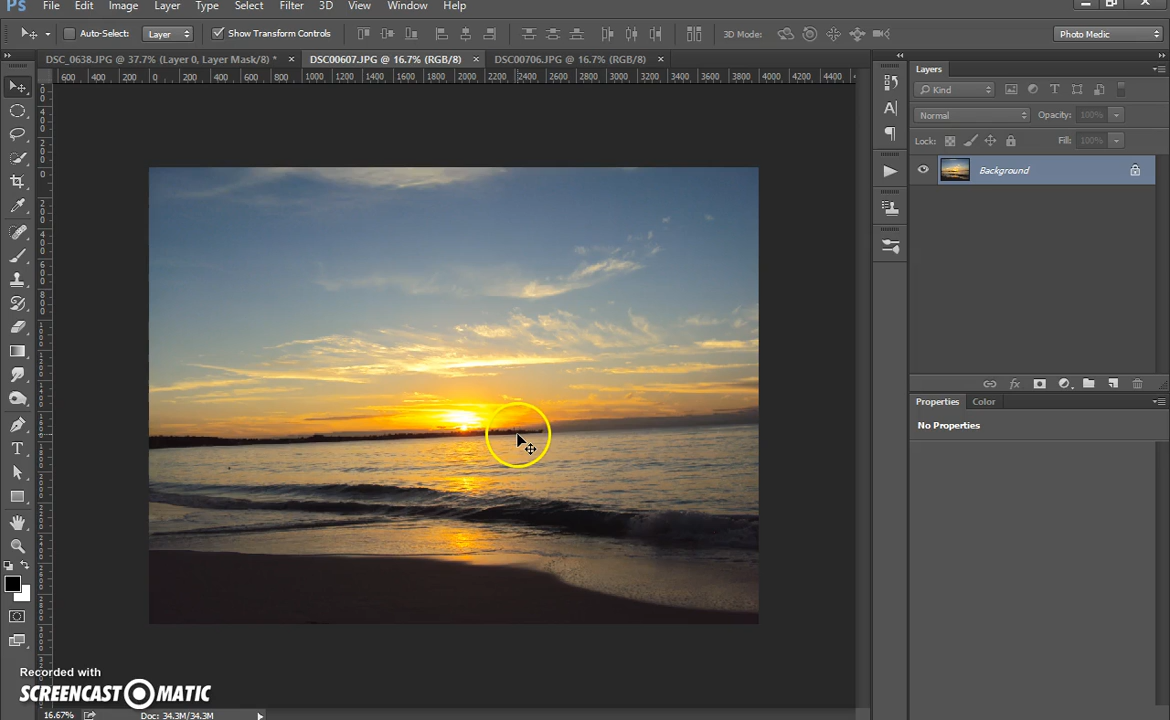 Ps File Edit Image Layer Type Select Filter 3D View Window Help
Auto-Select: Layer Show Transform Controls 3D Mode: Photo Medic
DSC_0638.JPG @ 37.7% (Layer 0, Layer Mask/8) * × DSC00607.JPG @ 16.7% (RGB/8) × DSC00706.JPG @ 16.7% (RGB/8) ×
600 400 200 0 200 400 600 800 1000 1200 1400 1600 1800 2000 2200 2400 2600 2800 3000 3200 3400 3600 3800 4000 4200 4400
Layers
Kind
Normal Opacity: 100%
Lock: Fill: 100%
Background
Properties Color
No Properties
Recorded with
SCREENCAST-O-MATIC
16.67% Doc: 34.3M/34.3M